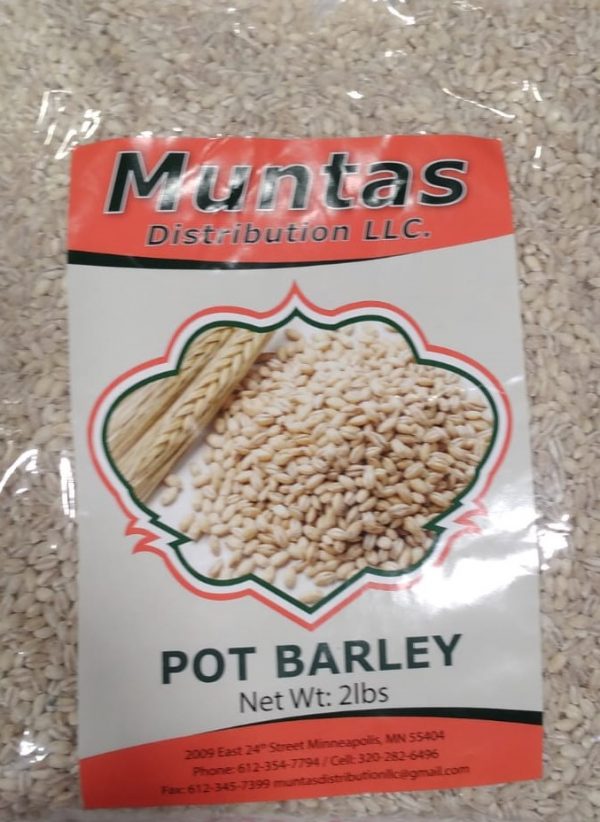 Muntas
Distribution LLC.
POT BARLEY
Net Wt: 2lbs
2009 East 24th Street Minneapolis, MN 55404
Phone: 612-354-7794 / Cell: 320-282-6496
Fax: 612-345-7399 muntasdistributionllc@gmail.com